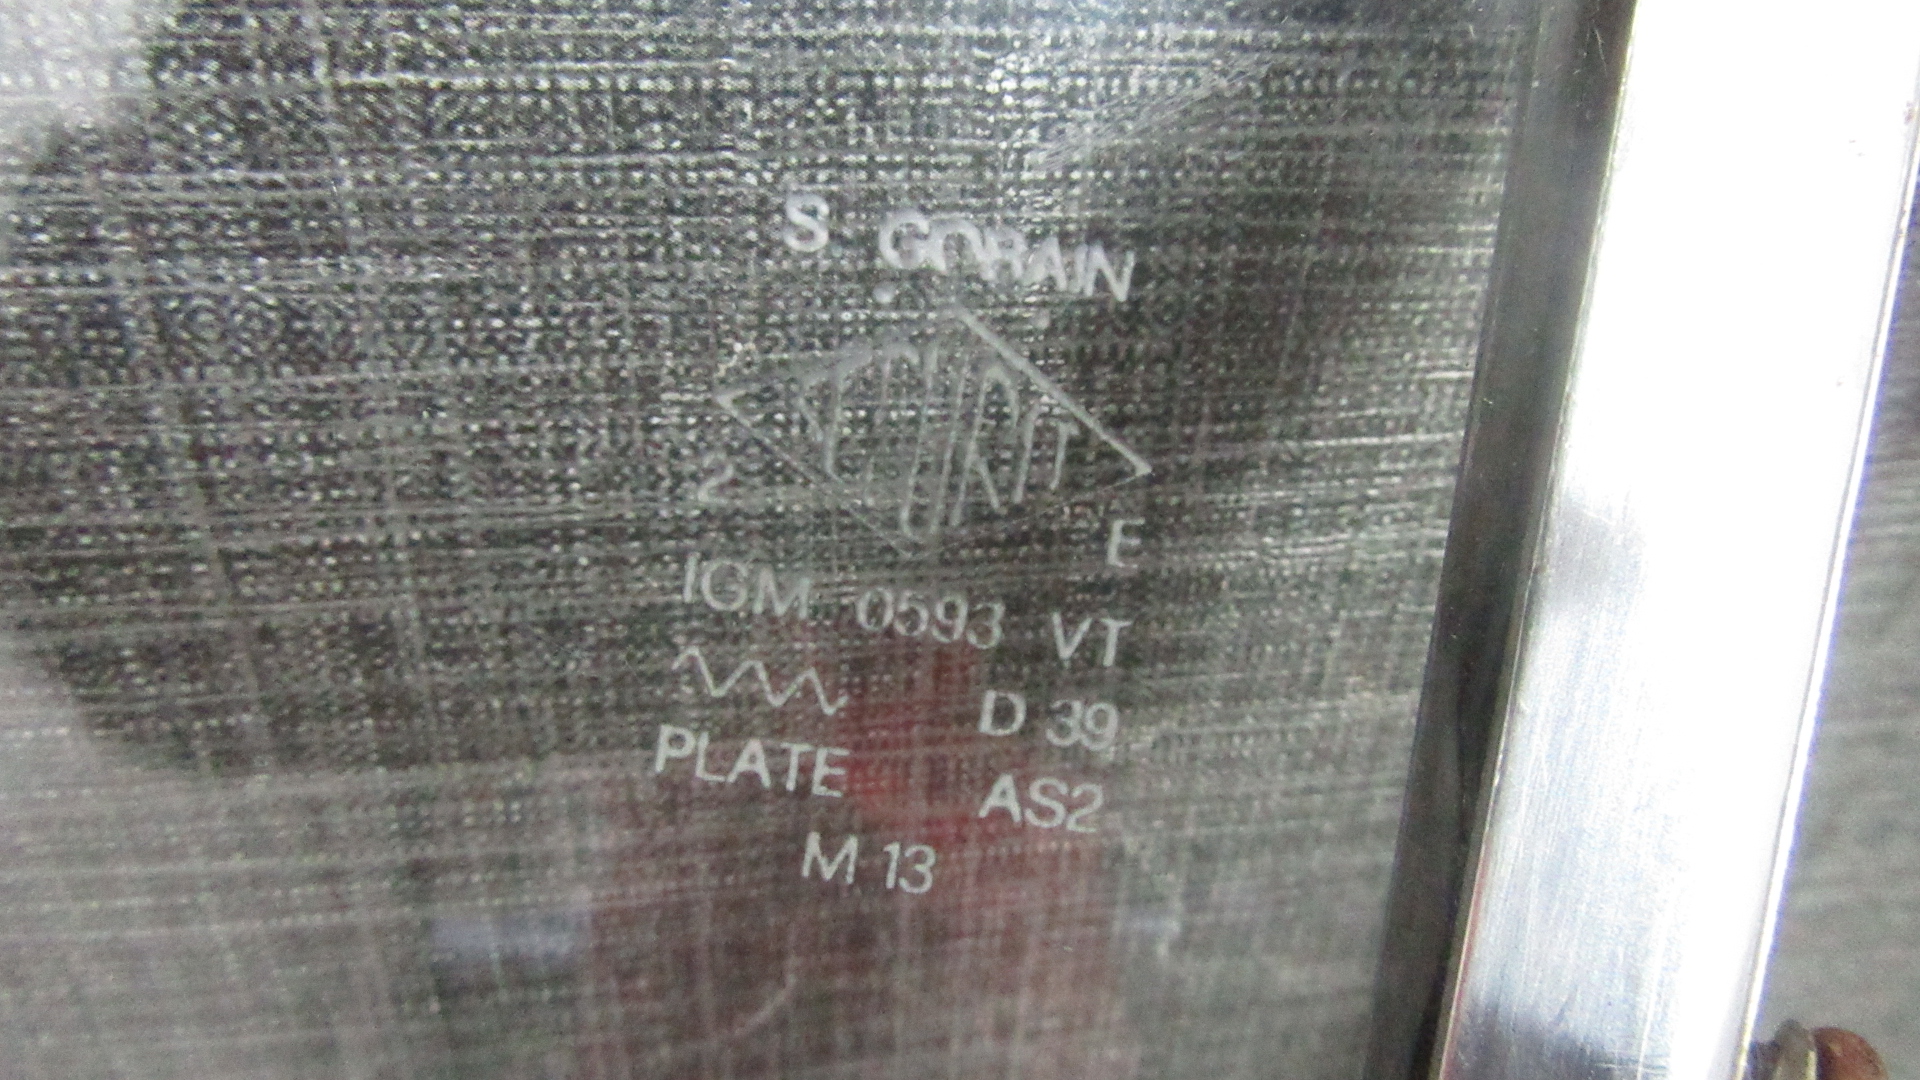 S. GOBAIN
2
E
IGM 0593 VT
D 39
PLATE AS2
M 13